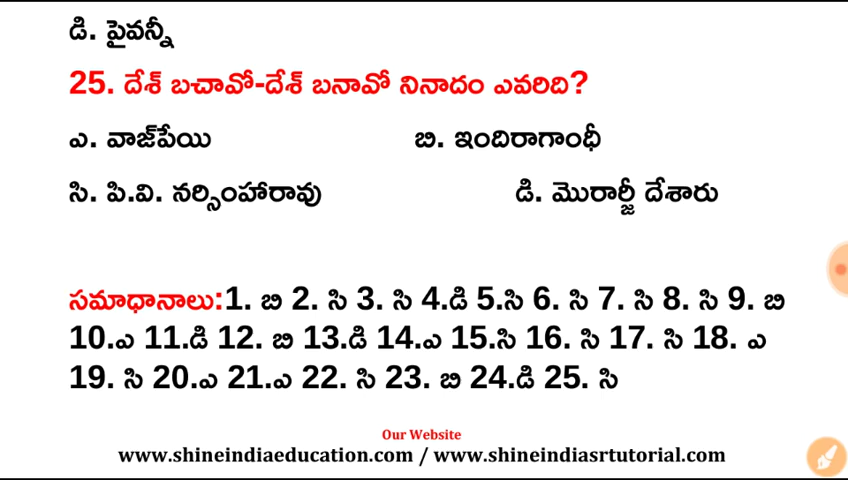 డి. పైవన్నీ
25. దేశ్ బచావో-దేశ్ బనావో నినాదం ఎవరిది?
ఎ. వాజ్‌పేయి బి. ఇందిరాగాంధీ
సి. పి.వి. నర్సింహారావు డి. మొరార్జీ దేశారు
సమాధానాలు:1. బి 2. సి 3. సి 4.డి 5.సి 6. సి 7. సి 8. సి 9. బి
10.ఎ 11.డి 12. బి 13.డి 14.ఎ 15.సి 16. సి 17. సి 18. ఎ
19. సి 20.ఎ 21.ఎ 22. సి 23. బి 24.డి 25. సి
Our Website
www.shineindiaeducation.com / www.shineindiasrtutorial.com